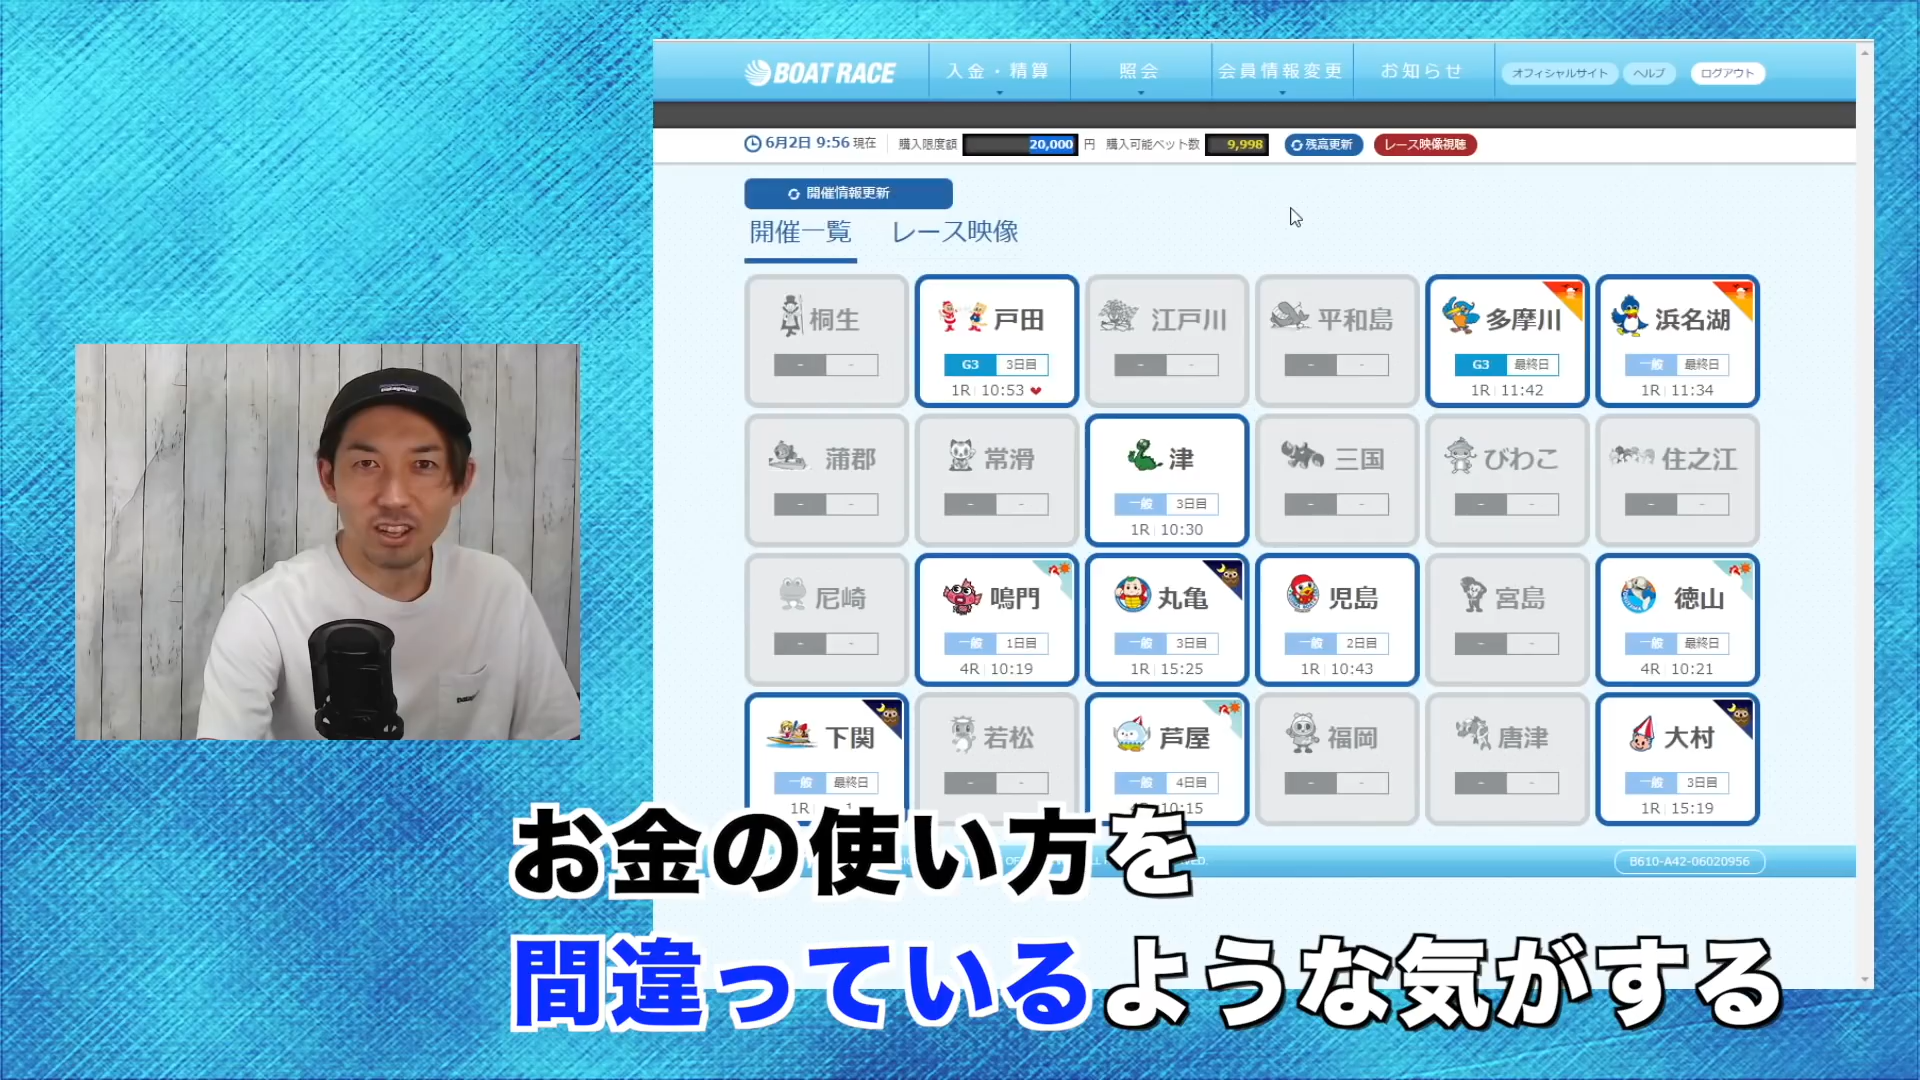 BOAT RACE
入金・精算
照会
会員情報変更
お知らせ
オフィシャルサイト
ヘルプ
ログアウト
6月2日 9:56 現在
購入限度額 20,000 円
購入可能ベット数 9,998
残高更新
レース映像視聴
開催情報更新
開催一覧
レース映像
桐生
- -
戸田
G3 3日目
1R 10:53
江戸川
- -
平和島
- -
多摩川
G3 最終日
1R 11:42
浜名湖
一般 最終日
1R 11:34
蒲郡
- -
常滑
- -
津
一般 3日目
1R 10:30
三国
- -
びわこ
- -
住之江
- -
尼崎
- -
鳴門
一般 1日目
4R 10:19
丸亀
一般 3日目
1R 15:25
児島
一般 2日目
1R 10:43
宮島
- -
徳山
一般 最終日
4R 10:21
下関
一般 最終日
1R
若松
- -
芦屋
一般 4日目
10:15
福岡
- -
唐津
- -
大村
一般 3日目
1R 15:19
B610-A42-06020956
お金の使い方を
間違っているような気がする